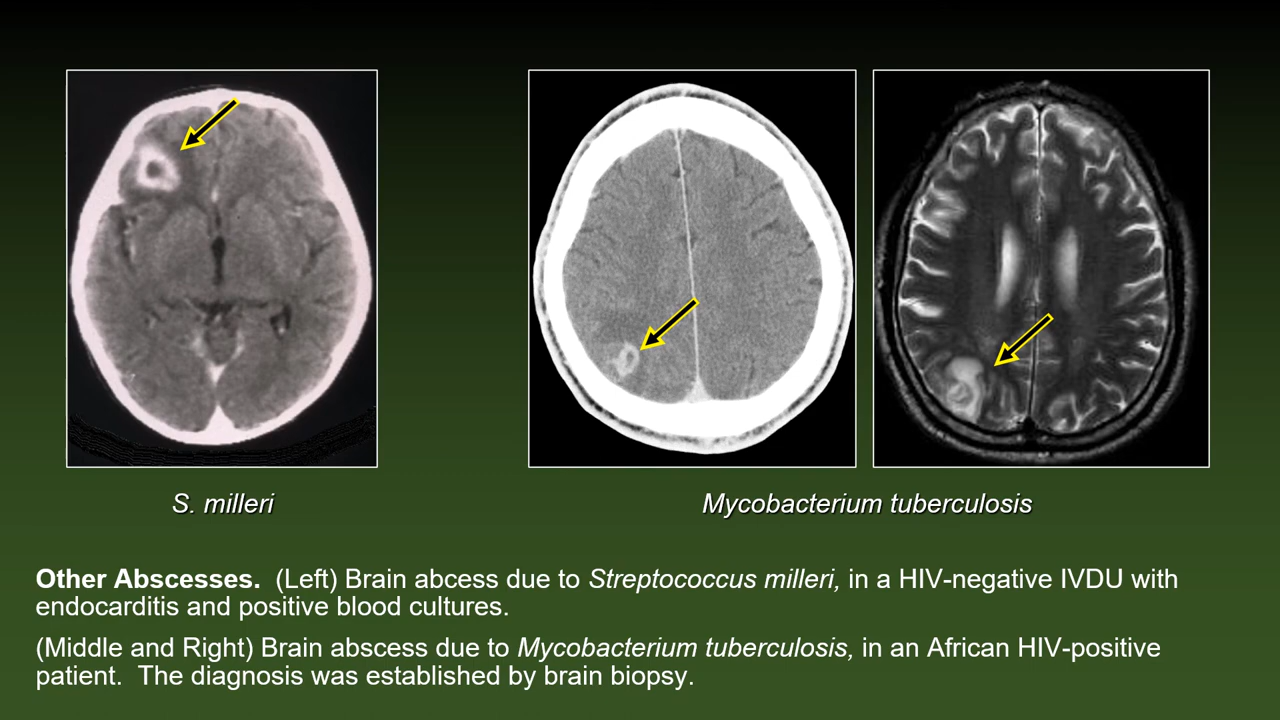 S. milleri
Mycobacterium tuberculosis
Other Abscesses. (Left) Brain abcess due to Streptococcus milleri, in a HIV-negative IVDU with
endocarditis and positive blood cultures.
(Middle and Right) Brain abscess due to Mycobacterium tuberculosis, in an African HIV-positive
patient. The diagnosis was established by brain biopsy.